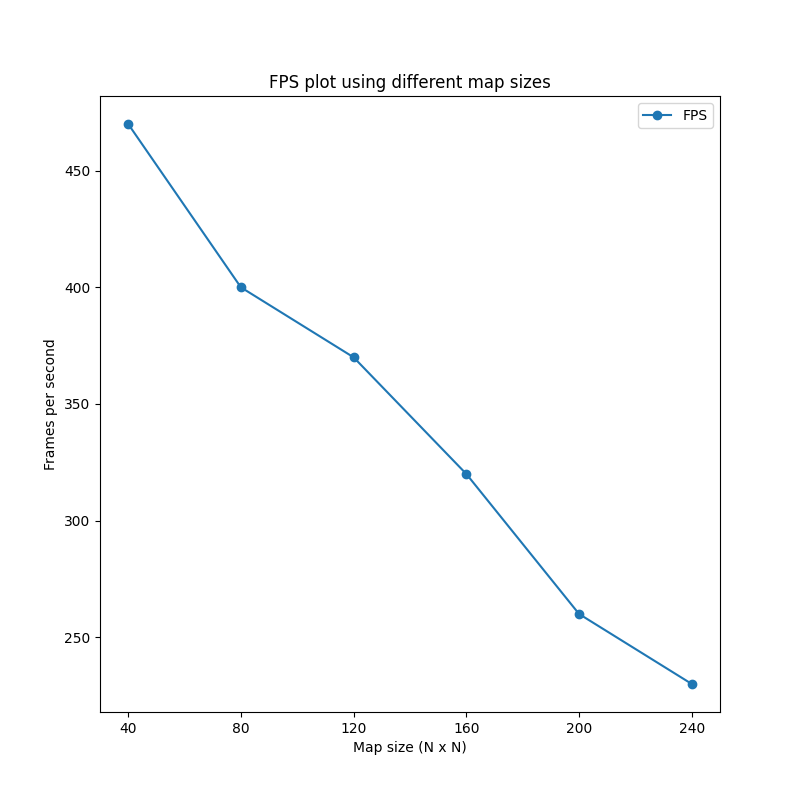 FPS plot using different map sizes
FPS
450
400
350
300
250
Frames per second
40 80 120 160 200 240
Map size (N x N)